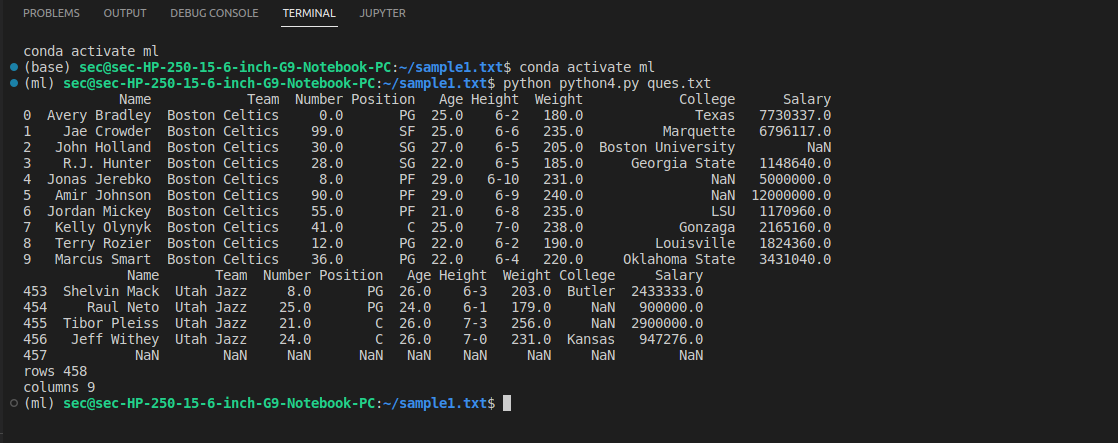 PROBLEMS OUTPUT DEBUG CONSOLE TERMINAL JUPYTER
conda activate ml
(base) sec@sec-HP-250-15-6-inch-G9-Notebook-PC:~/sample1.txt$ conda activate ml
(ml) sec@sec-HP-250-15-6-inch-G9-Notebook-PC:~/sample1.txt$ python python4.py ques.txt
Name Team Number Position Age Height Weight College Salary
0 Avery Bradley Boston Celtics 0.0 PG 25.0 6-2 180.0 Texas 7730337.0
1 Jae Crowder Boston Celtics 99.0 SF 25.0 6-6 235.0 Marquette 6796117.0
2 John Holland Boston Celtics 30.0 SG 27.0 6-5 205.0 Boston University NaN
3 R.J. Hunter Boston Celtics 28.0 SG 22.0 6-5 185.0 Georgia State 1148640.0
4 Jonas Jerebko Boston Celtics 8.0 PF 29.0 6-10 231.0 NaN 5000000.0
5 Amir Johnson Boston Celtics 90.0 PF 29.0 6-9 240.0 NaN 12000000.0
6 Jordan Mickey Boston Celtics 55.0 PF 21.0 6-8 235.0 LSU 1170960.0
7 Kelly Olynyk Boston Celtics 41.0 C 25.0 7-0 238.0 Gonzaga 2165160.0
8 Terry Rozier Boston Celtics 12.0 PG 22.0 6-2 190.0 Louisville 1824360.0
9 Marcus Smart Boston Celtics 36.0 PG 22.0 6-4 220.0 Oklahoma State 3431040.0
Name Team Number Position Age Height Weight College Salary
453 Shelvin Mack Utah Jazz 8.0 PG 26.0 6-3 203.0 Butler 2433333.0
454 Raul Neto Utah Jazz 25.0 PG 24.0 6-1 179.0 NaN 900000.0
455 Tibor Pleiss Utah Jazz 21.0 C 26.0 7-3 256.0 NaN 2900000.0
456 Jeff Withey Utah Jazz 24.0 C 26.0 7-0 231.0 Kansas 947276.0
457 NaN NaN NaN NaN NaN NaN NaN NaN NaN
rows 458
columns 9
(ml) sec@sec-HP-250-15-6-inch-G9-Notebook-PC:~/sample1.txt$